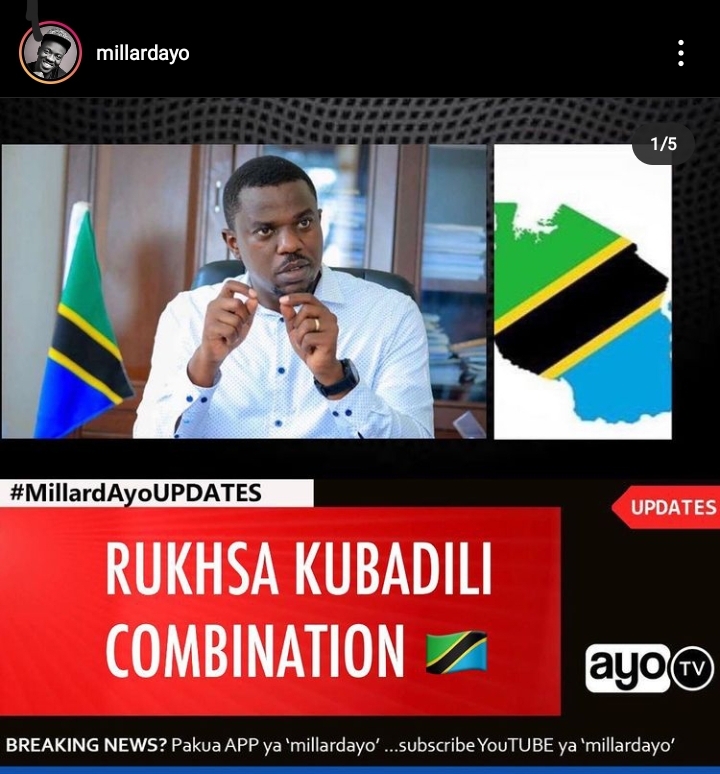 millardayo
1/5
#MillardAyoUPDATES
UPDATES
RUKHSA KUBADILI
COMBINATION 🇹🇿
ayo TV
BREAKING NEWS? Pakua APP ya ‘millardayo’ ...subscribe YouTUBE ya ‘millardayo’